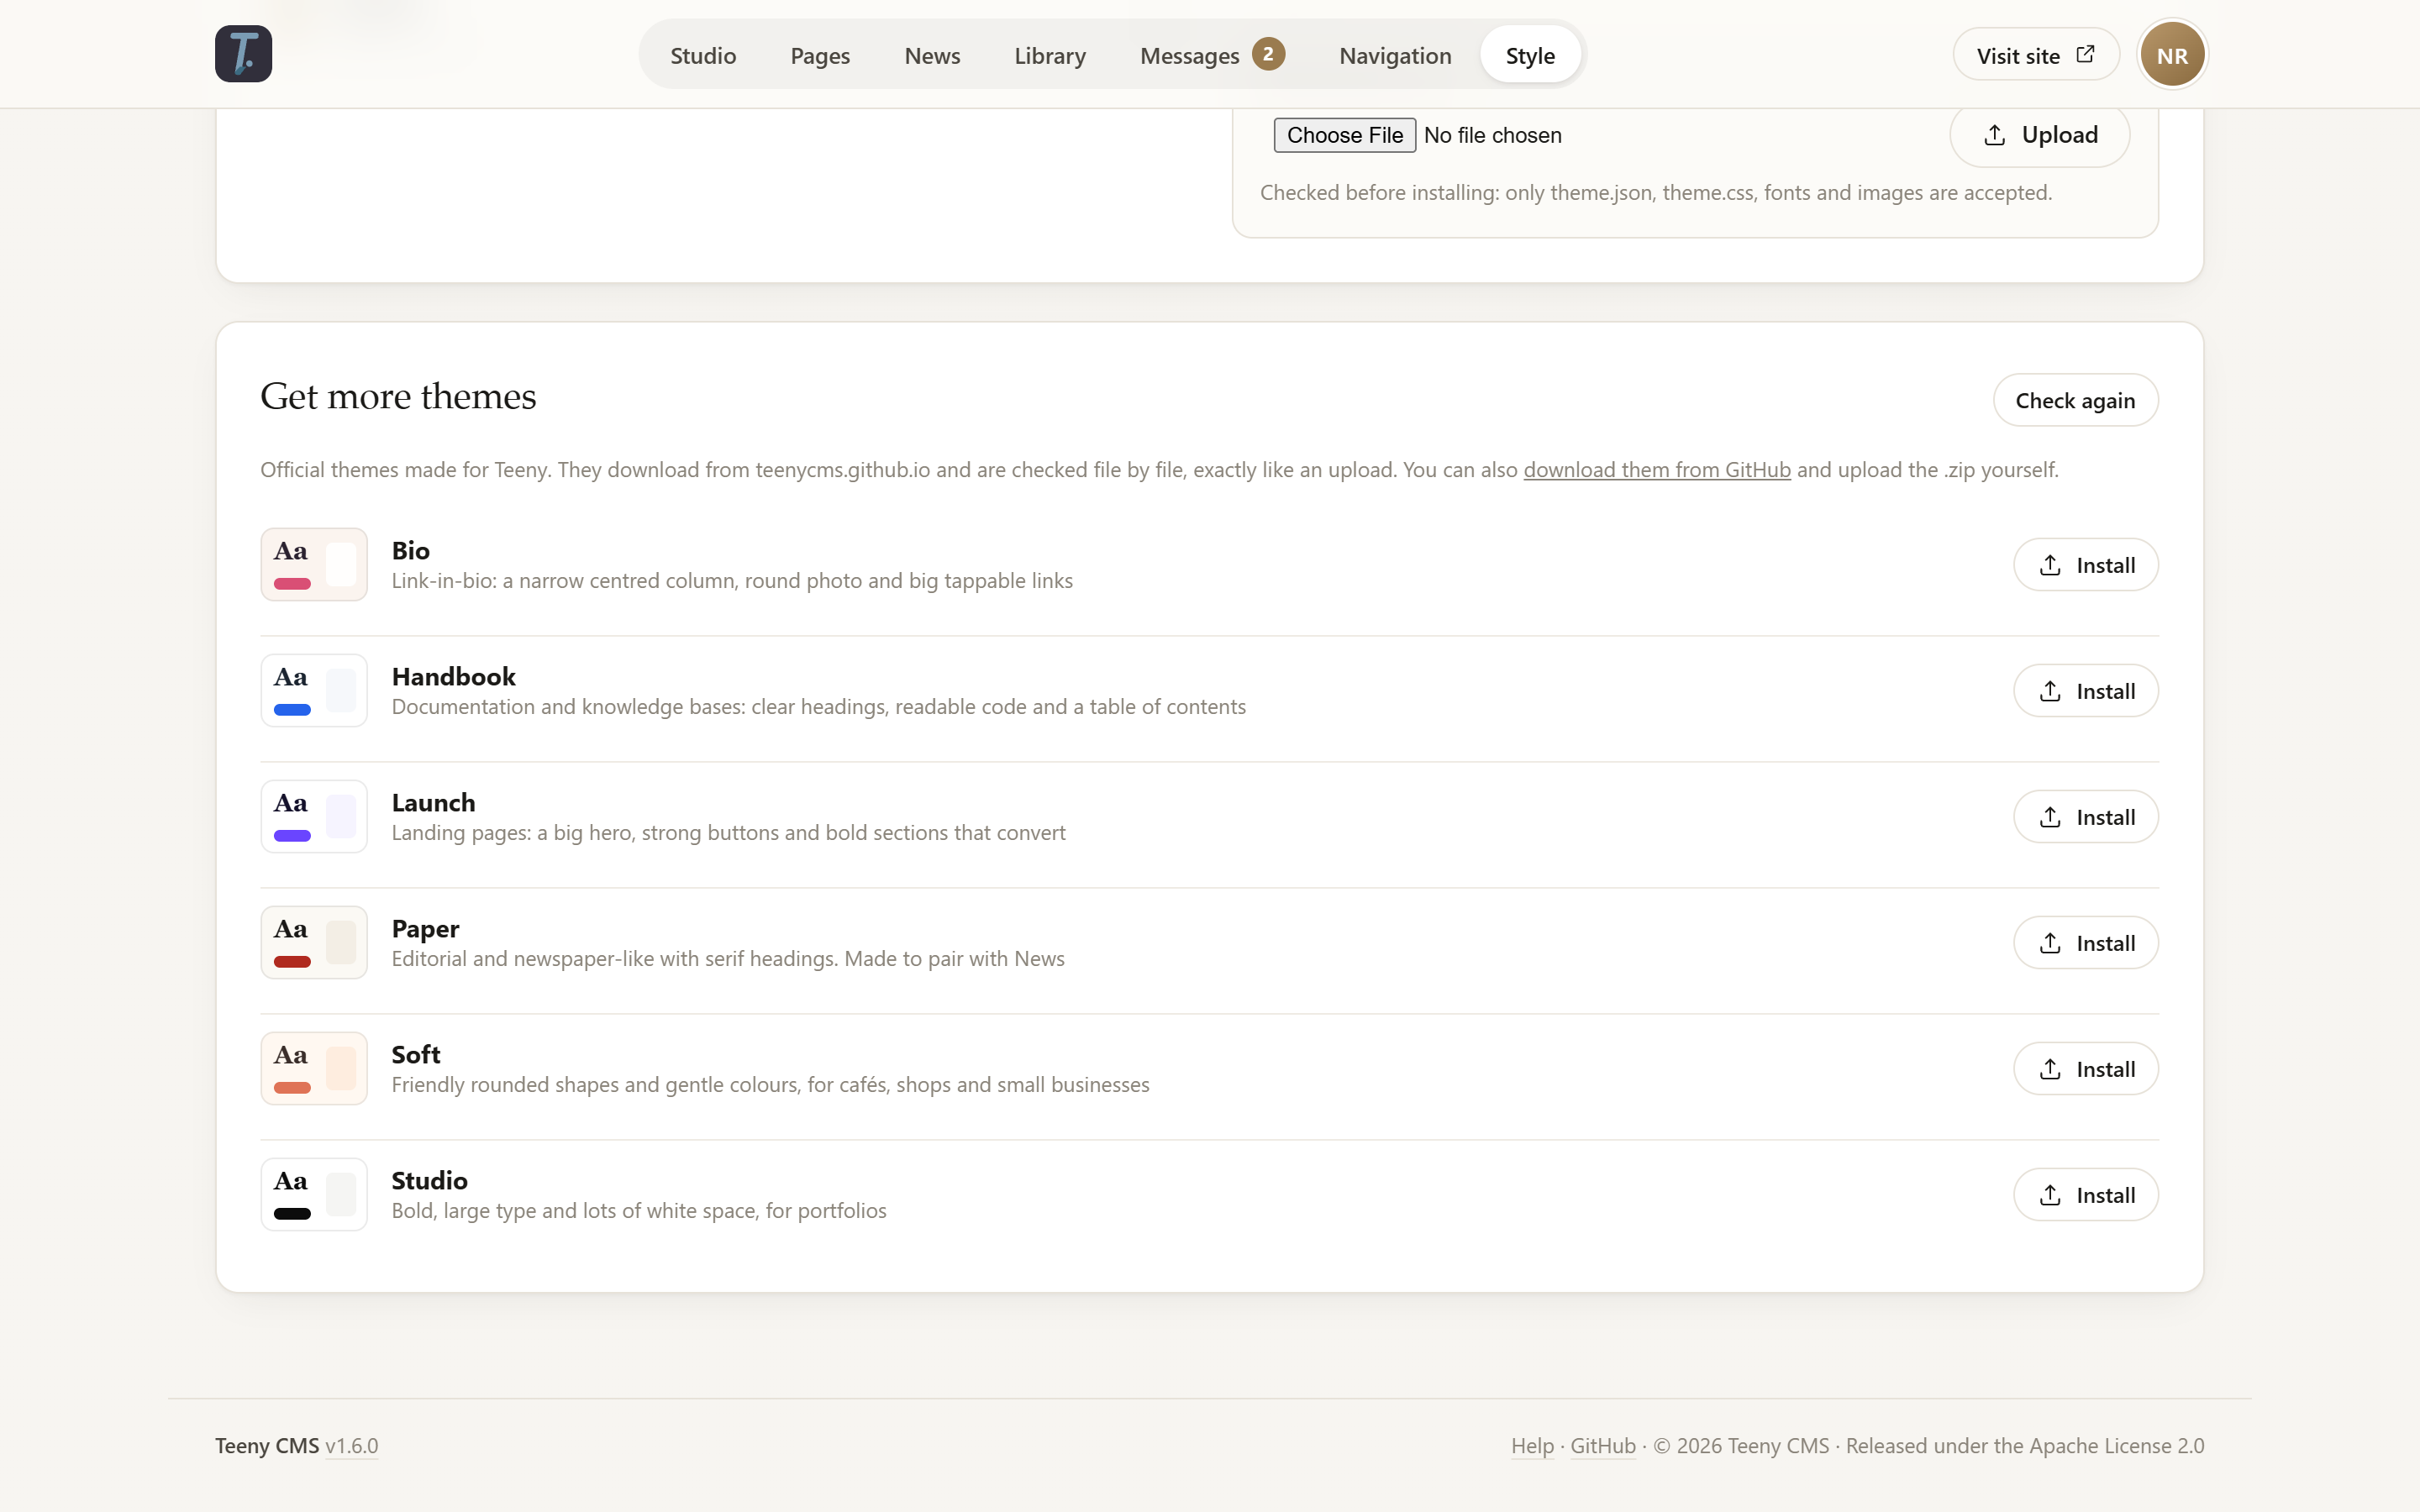 T.
Studio
Pages
News
Library
Messages 2
Navigation
Style
Visit site
NR
Choose File No file chosen
Upload
Checked before installing: only theme.json, theme.css, fonts and images are accepted.
Get more themes
Check again
Official themes made for Teeny. They download from teenycms.github.io and are checked file by file, exactly like an upload. You can also download them from GitHub and upload the .zip yourself.
Aa
Bio
Link-in-bio: a narrow centred column, round photo and big tappable links
Install
Aa
Handbook
Documentation and knowledge bases: clear headings, readable code and a table of contents
Install
Aa
Launch
Landing pages: a big hero, strong buttons and bold sections that convert
Install
Aa
Paper
Editorial and newspaper-like with serif headings. Made to pair with News
Install
Aa
Soft
Friendly rounded shapes and gentle colours, for cafés, shops and small businesses
Install
Aa
Studio
Bold, large type and lots of white space, for portfolios
Install
Teeny CMS v1.6.0
Help · GitHub · © 2026 Teeny CMS · Released under the Apache License 2.0